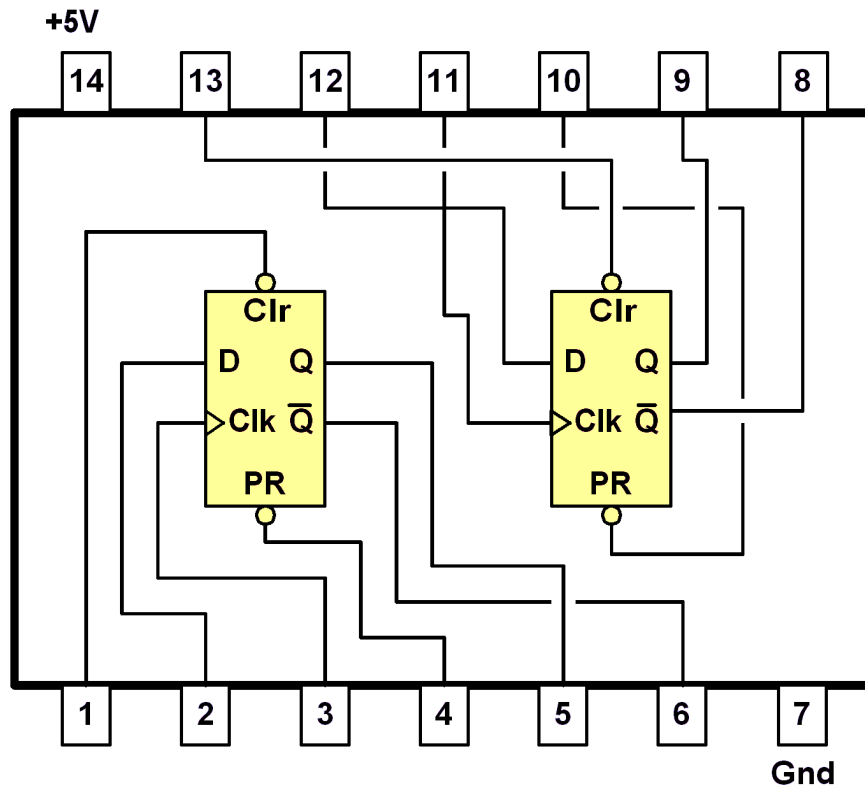 +5V
14 13 12 11 10 9 8
Clr Clr
D Q D Q
Clk Q̅ Clk Q̅
PR PR
1 2 3 4 5 6 7
Gnd